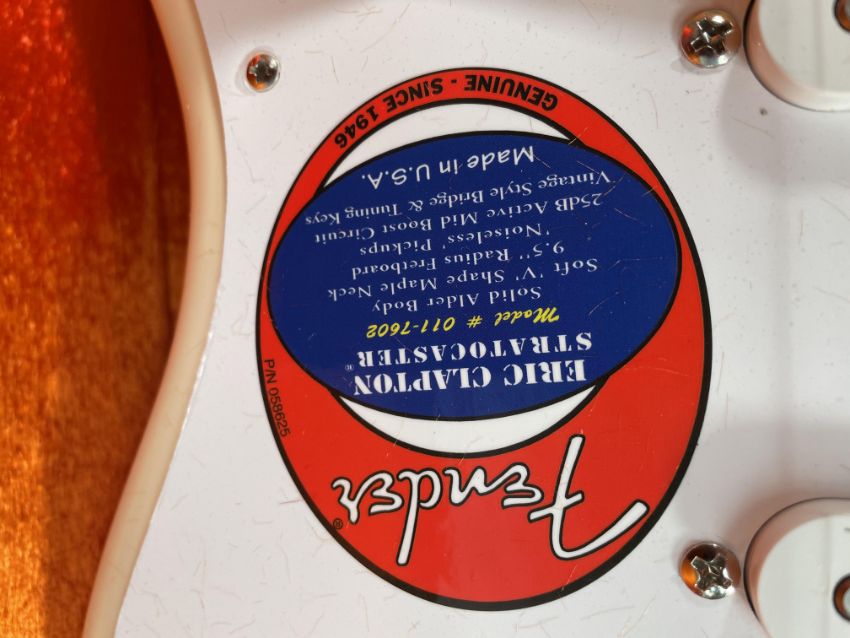 Fender®
ERIC CLAPTON
STRATOCASTER®
Model # 011-7602
Solid Alder Body
Soft 'V' Shape Maple Neck
9.5" Radius Fretboard
'Noiseless' Pickups
25dB Active Mid Boost Circuit
Vintage Style Bridge & Tuning Keys
Made in U.S.A.
GENUINE - SINCE 1946
P/N 058625